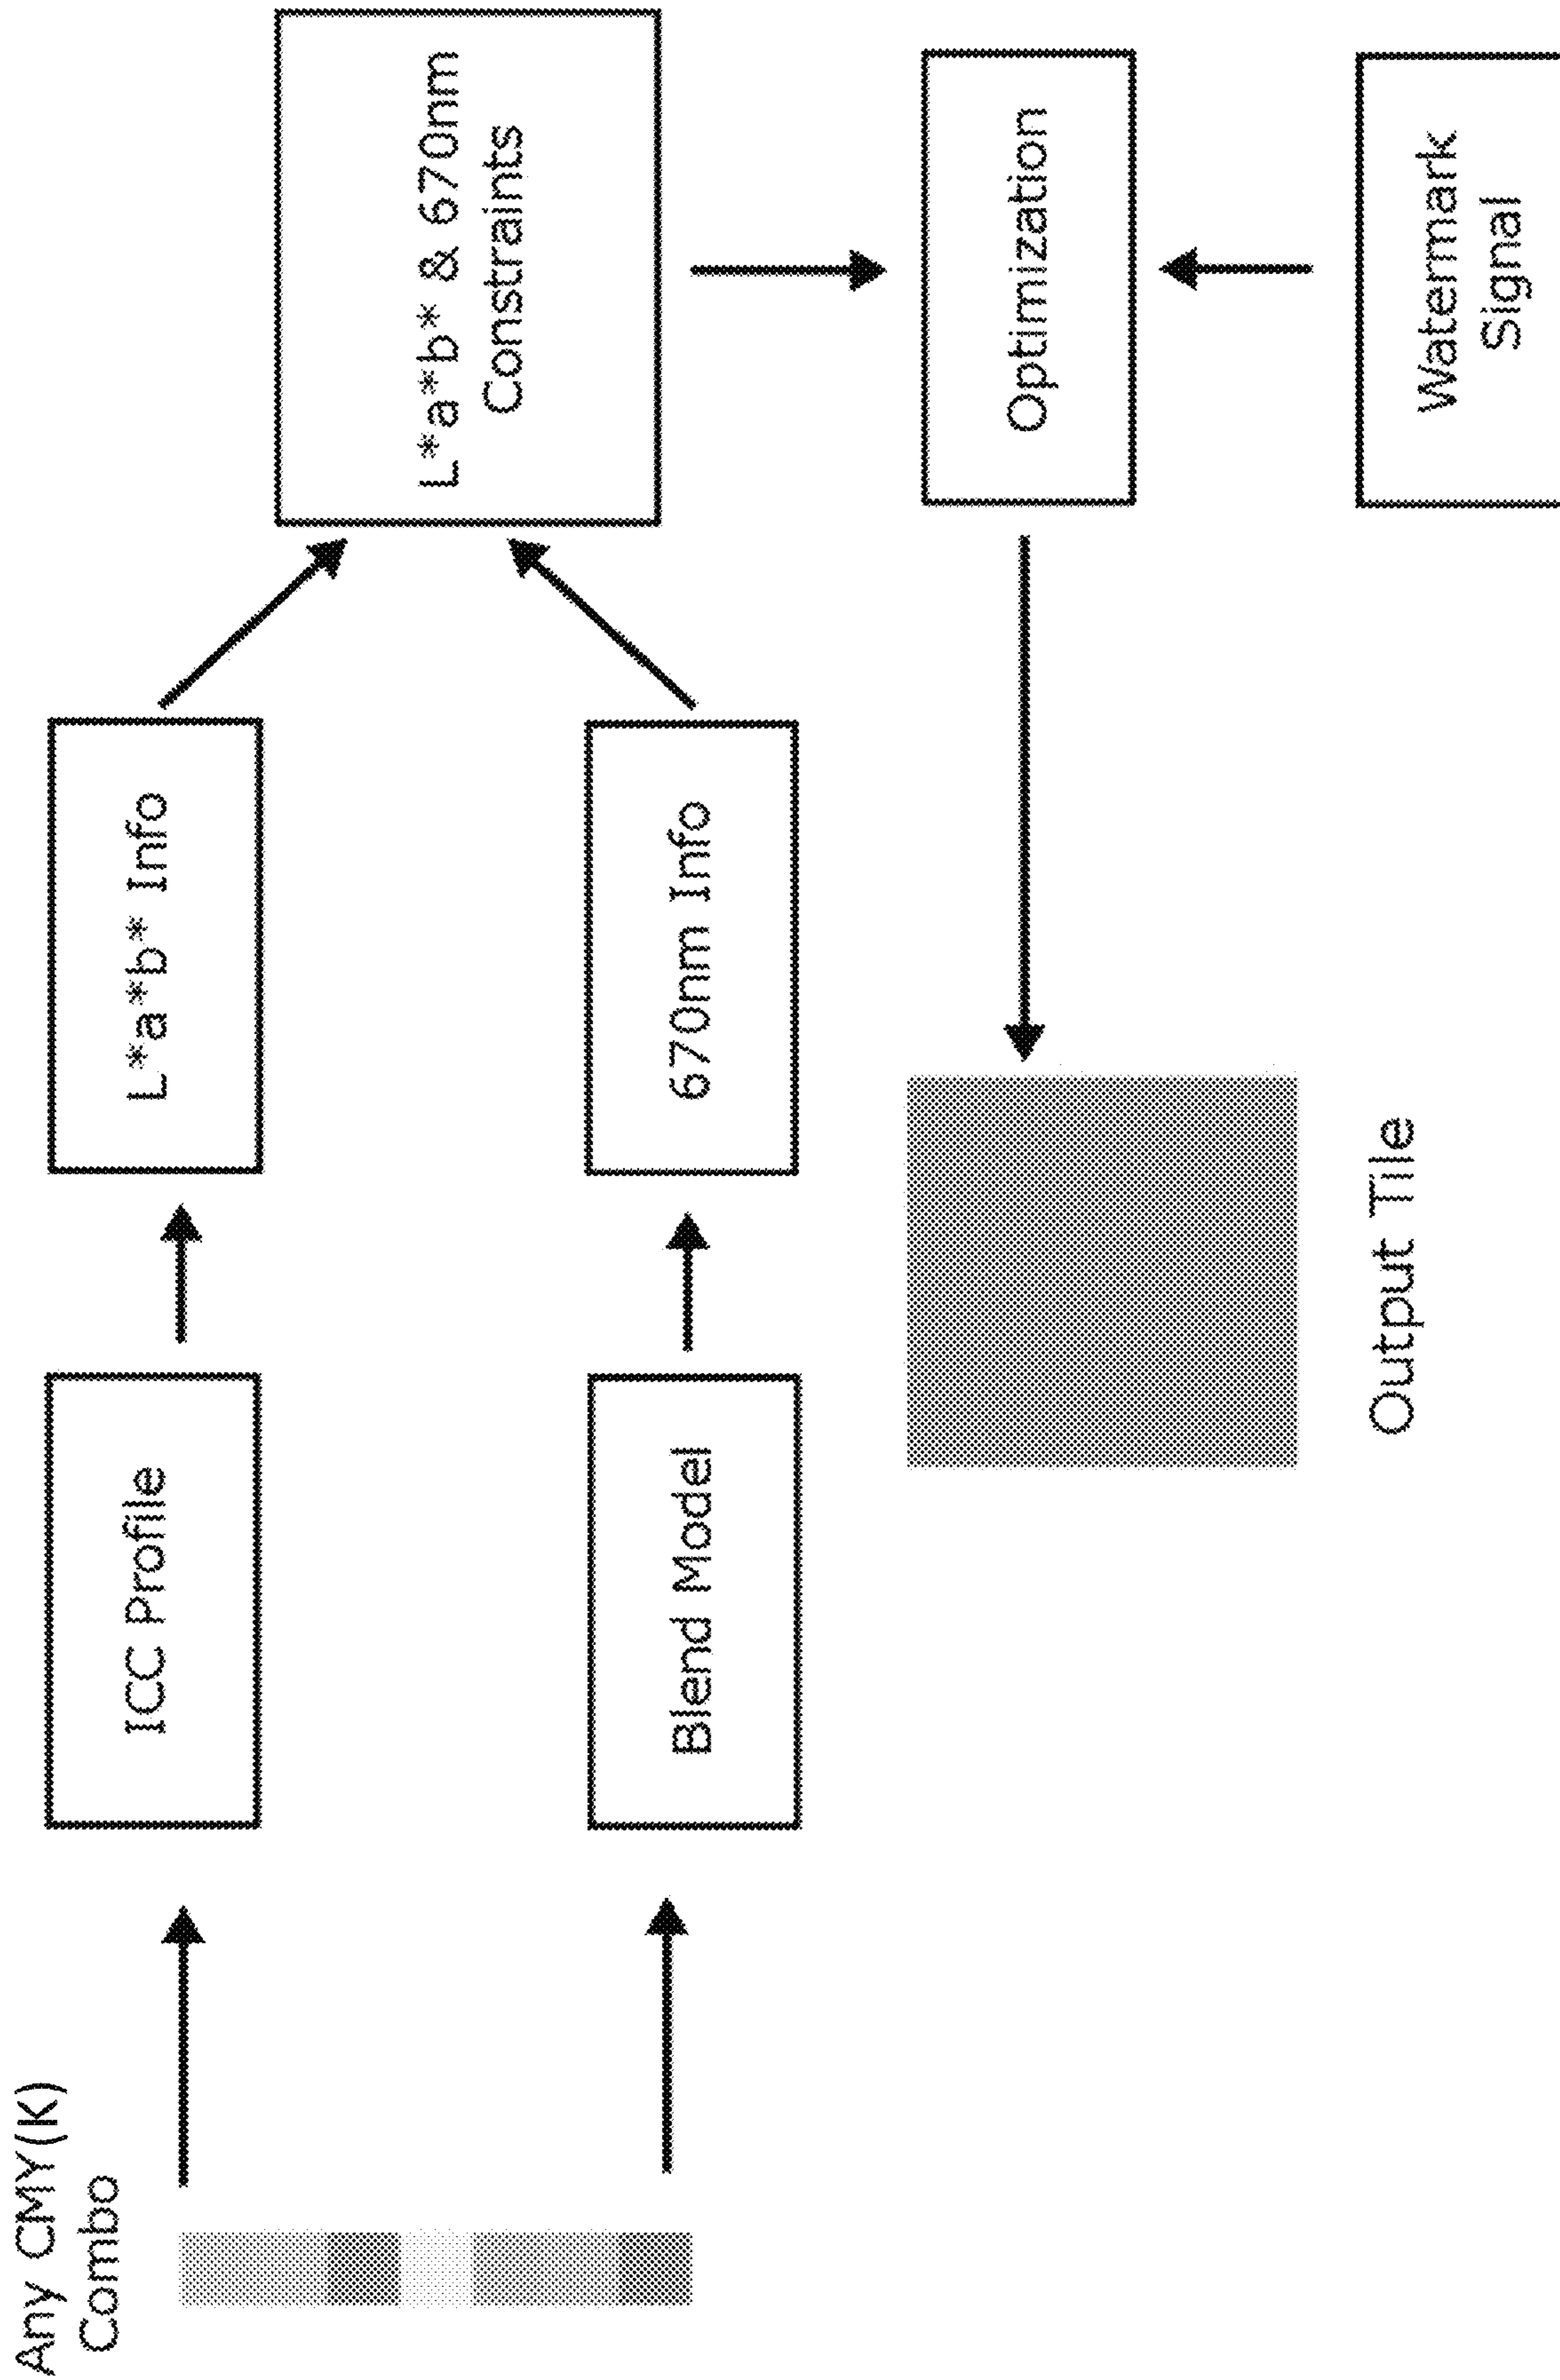 Any CMY(K)
Combo
ICC Profile
L*a*b* Info
L*a*b* & 670nm
Constraints
Blend Model
670nm Info
Optimization
Output Tile
Watermark
Signal